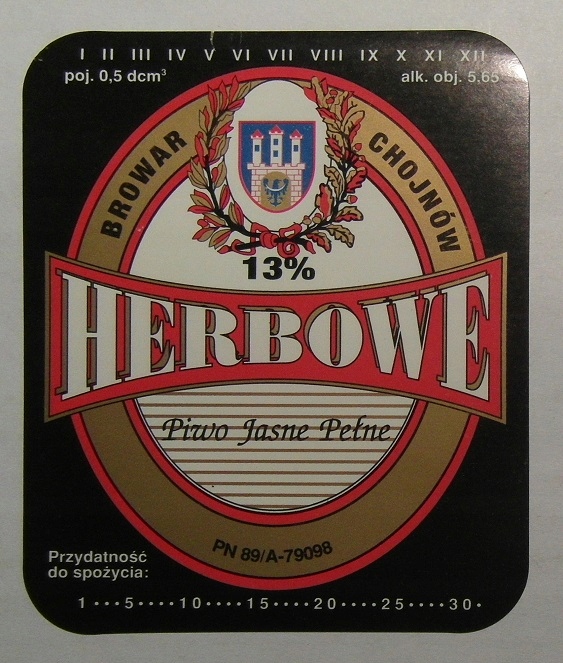 I II III IV V VI VII VIII IX X XI XII
poj. 0,5 dcm³
alk. obj. 5.65
BROWAR CHOJNÓW
13%
HERBOWE
Piwo Jasne Pełne
PN 89/A-79098
Przydatność
do spożycia:
1 • • • 5 • • • • 10 • • • • 15 • • • • 20 • • • • 25 • • • • 30 •